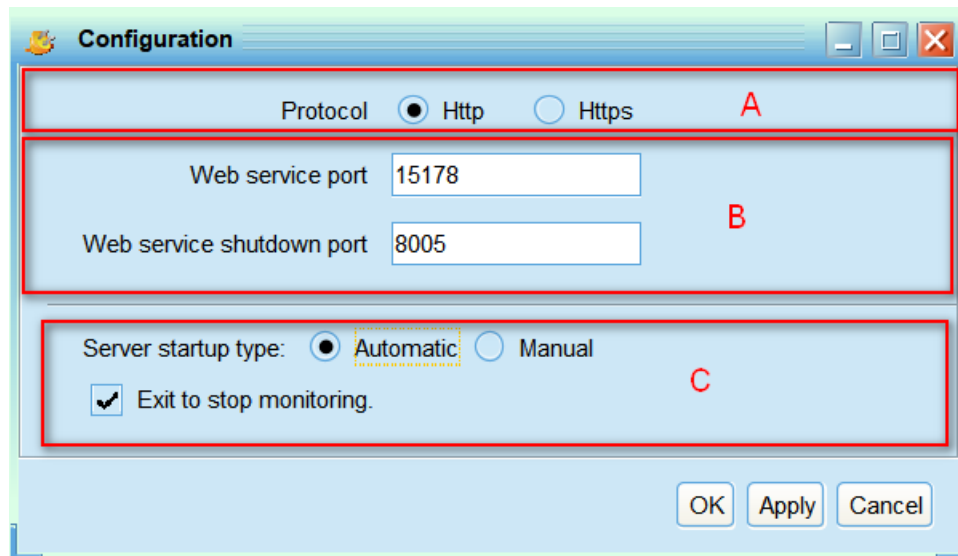 Configuration
Protocol Http Https A
Web service port 15178
B
Web service shutdown port 8005
Server startup type: Automatic Manual
C
Exit to stop monitoring.
OK Apply Cancel